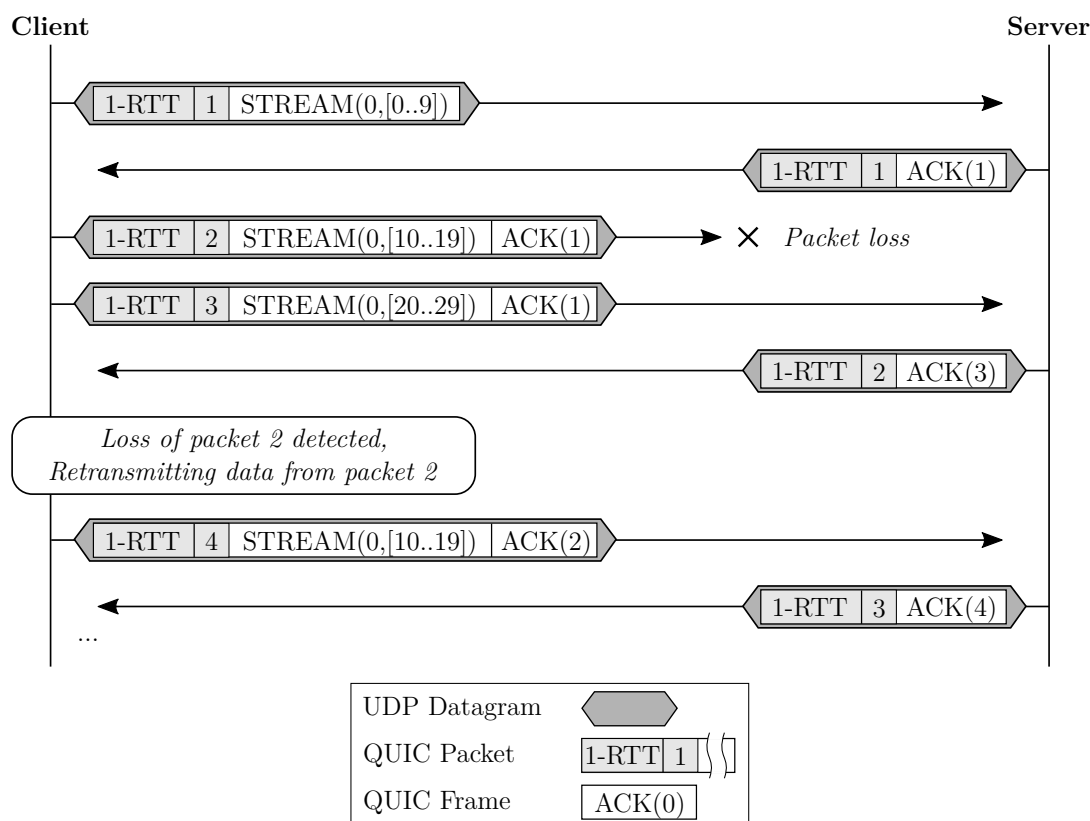 Client Server
1-RTT 1 STREAM(0,[0..9])
1-RTT 1 ACK(1)
1-RTT 2 STREAM(0,[10..19]) ACK(1) Packet loss
1-RTT 3 STREAM(0,[20..29]) ACK(1)
1-RTT 2 ACK(3)
Loss of packet 2 detected,
Retransmitting data from packet 2
1-RTT 4 STREAM(0,[10..19]) ACK(2)
1-RTT 3 ACK(4)
...
UDP Datagram
QUIC Packet 1-RTT 1
QUIC Frame ACK(0)